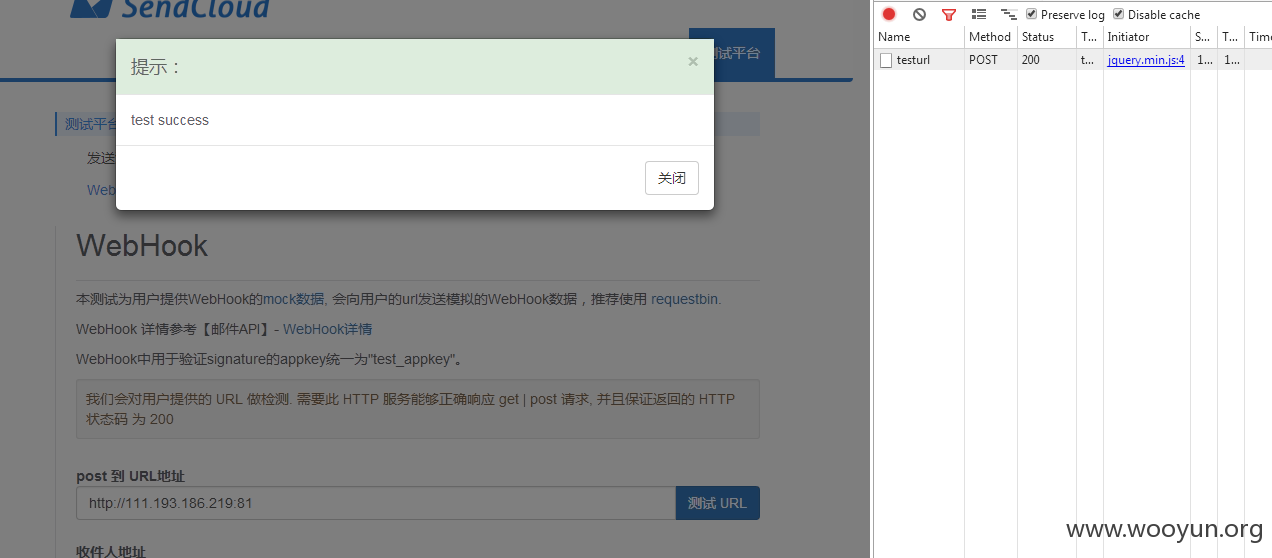 SendCloud
测试平台
提示：
×
test success
关闭
测试平台
发送
Web
WebHook
本测试为用户提供WebHook的mock数据, 会向用户的url发送模拟的WebHook数据，推荐使用 requestbin.
WebHook 详情参考【邮件API】- WebHook详情
WebHook中用于验证signature的appkey统一为"test_appkey"。
我们会对用户提供的 URL 做检测. 需要此 HTTP 服务能够正确响应 get | post 请求, 并且保证返回的 HTTP
状态码 为 200
post 到 URL地址
http://111.193.186.219:81
测试 URL
收件人地址
Preserve log
Disable cache
Name Method Status T... Initiator S... T... Time
testurl POST 200 t... jquery.min.js:4 1... 1...
www.wooyun.org